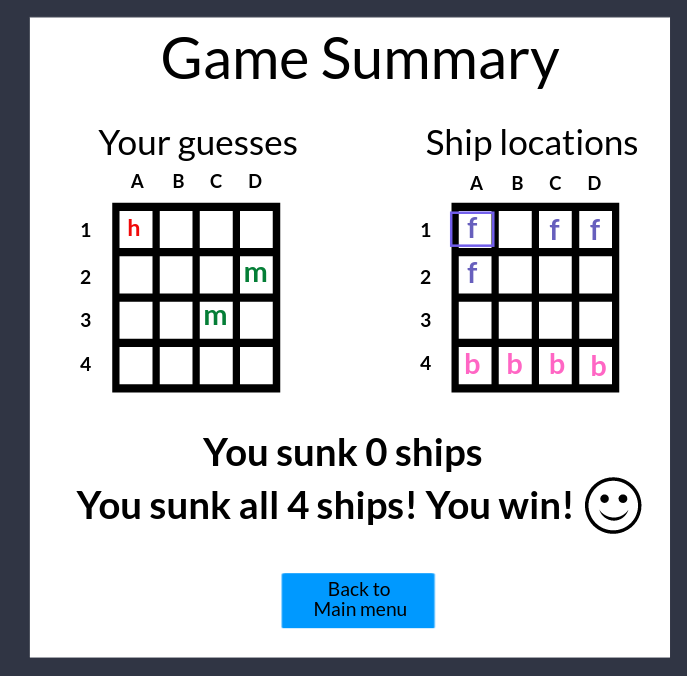 Game Summary
Your guesses
A B C D
1 h
2 m
3 m
4
Ship locations
A B C D
1 f f f
2 f
3
4 b b b b
You sunk 0 ships
You sunk all 4 ships! You win!
Back to
Main menu